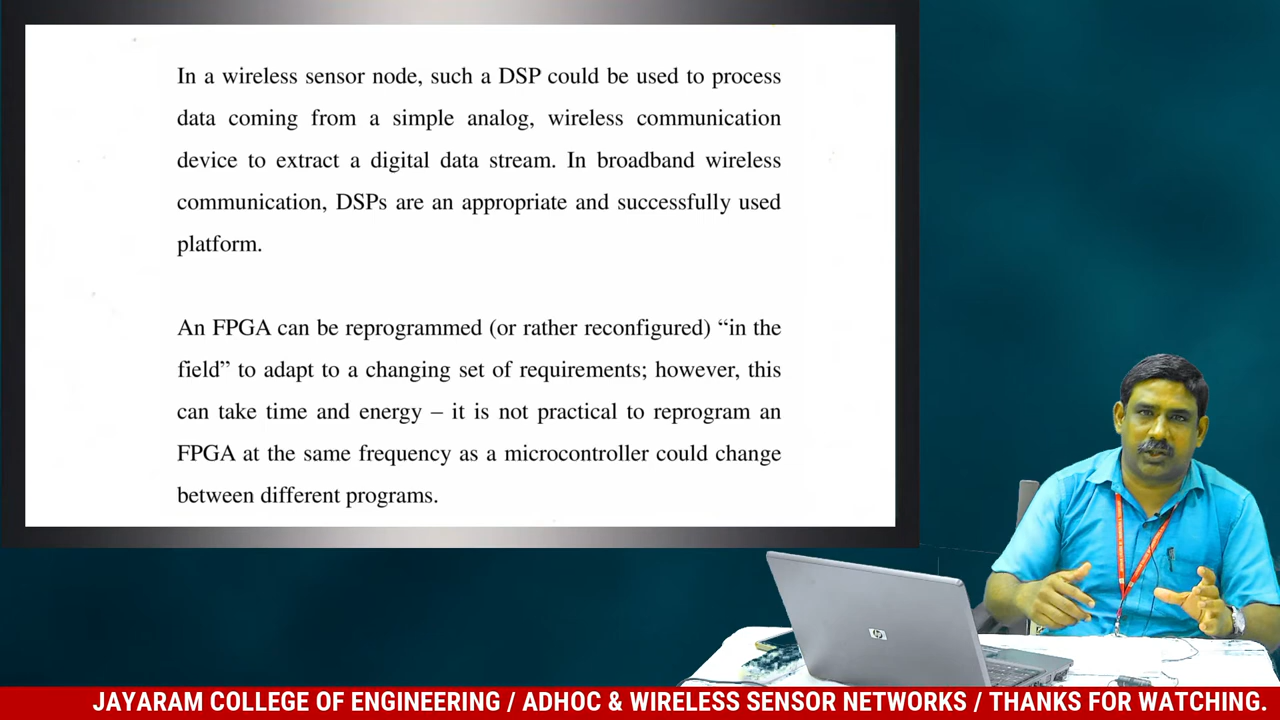 In a wireless sensor node, such a DSP could be used to process
data coming from a simple analog, wireless communication
device to extract a digital data stream. In broadband wireless
communication, DSPs are an appropriate and successfully used
platform.
An FPGA can be reprogrammed (or rather reconfigured) “in the
field” to adapt to a changing set of requirements; however, this
can take time and energy – it is not practical to reprogram an
FPGA at the same frequency as a microcontroller could change
between different programs.
hp
JAYARAM COLLEGE OF ENGINEERING / ADHOC & WIRELESS SENSOR NETWORKS / THANKS FOR WATCHING.